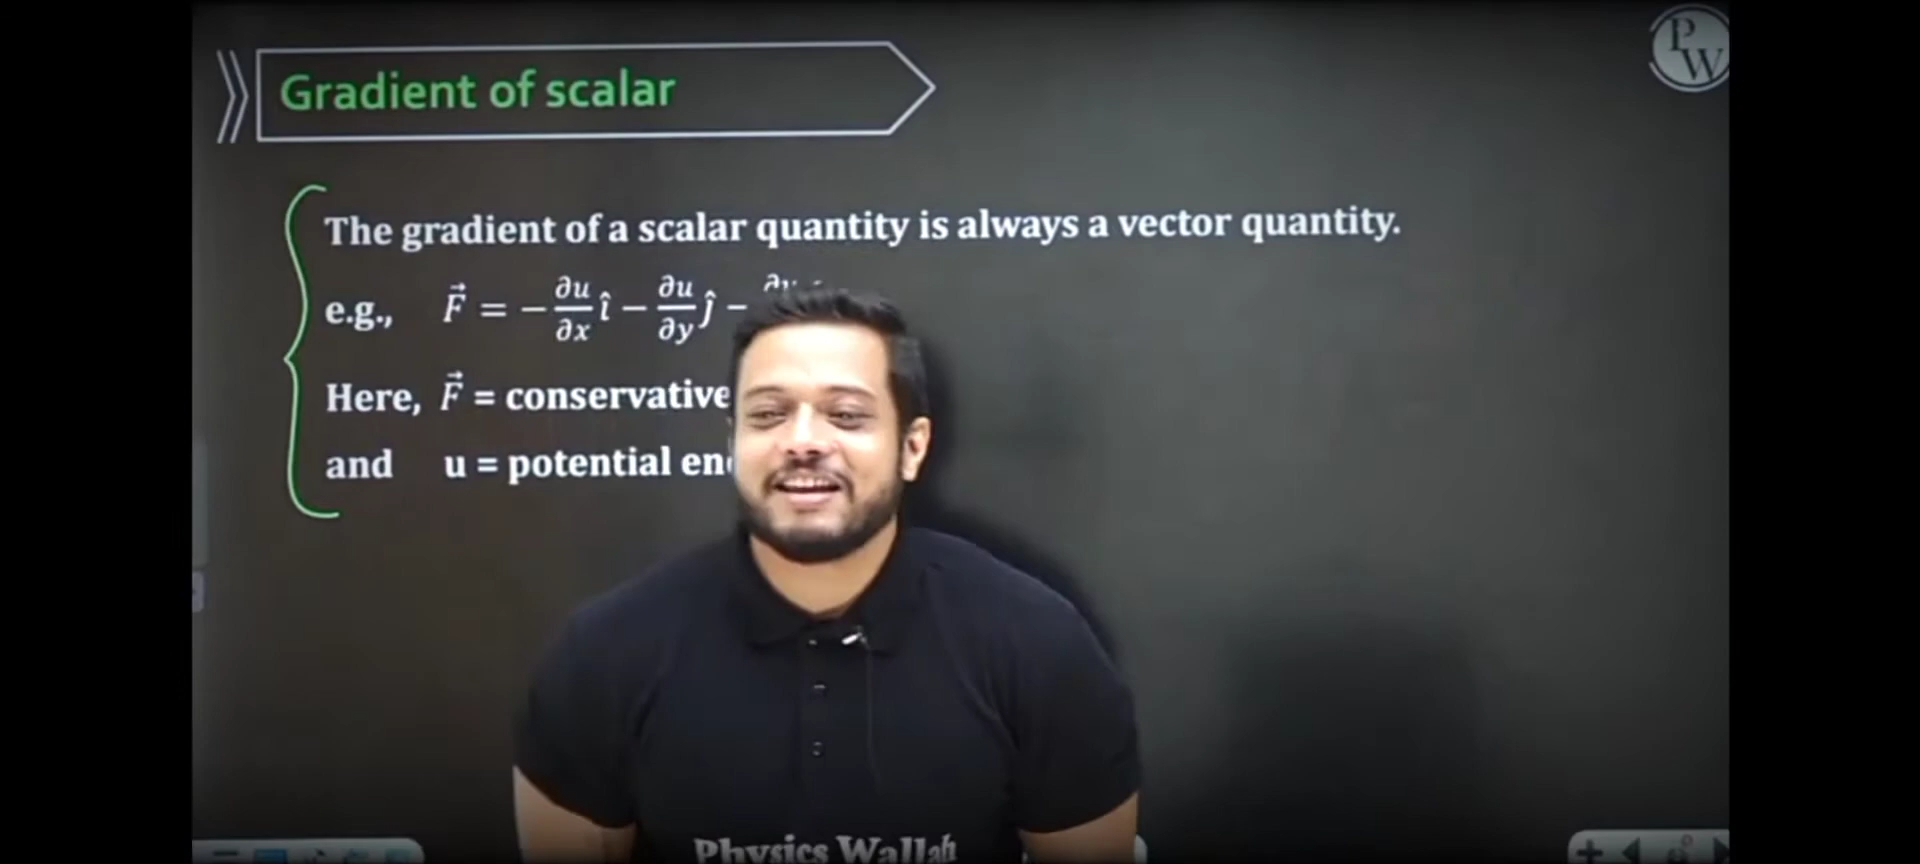 P
W
Gradient of scalar
The gradient of a scalar quantity is always a vector quantity.
e.g., F⃗ = −∂u/∂x î − ∂u/∂y ĵ −
Here, F⃗ = conservative
and u = potential
Physics Wallah